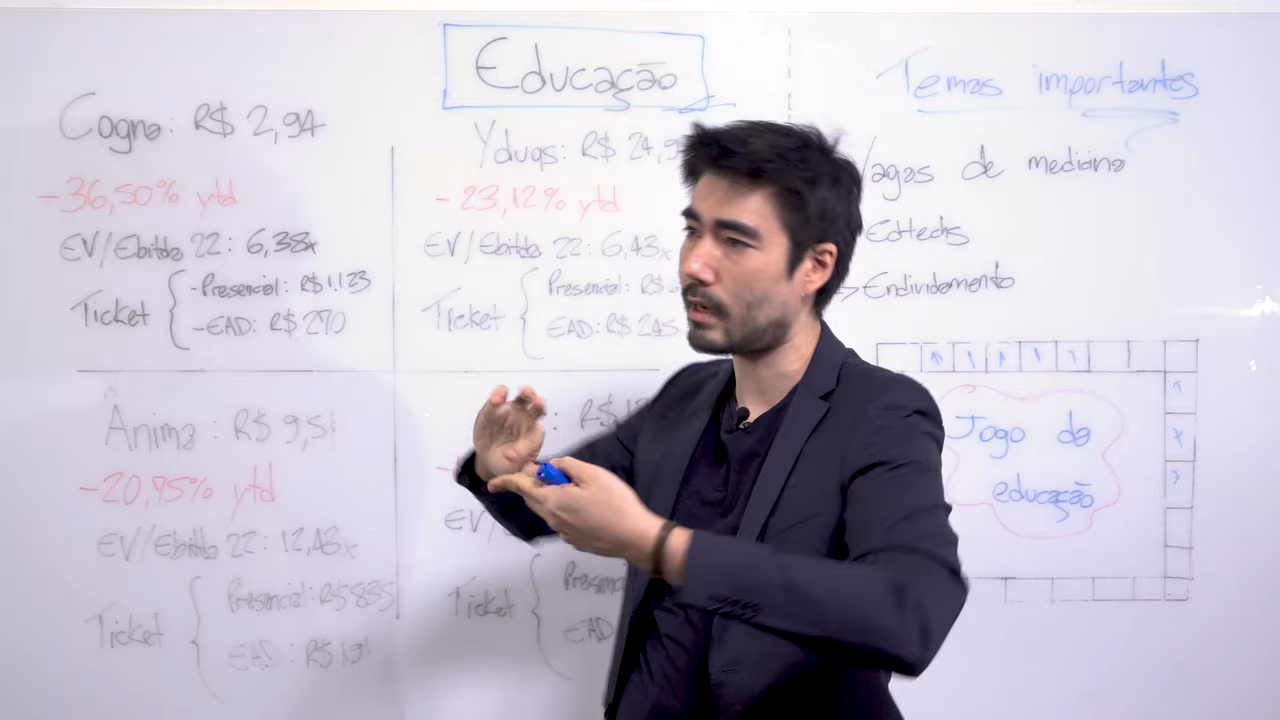 Educação
Cogna: R$ 2,94
-36,50% ytd
EV/Ebitda 22: 6,38x
Ticket
-Presencial: R$ 1.123
-EAD: R$ 270
Yduqs: R$ 24,9
-23,12% ytd
EV/Ebitda 22: 6,43x
Ticket
Presencial: R$
EAD: R$ 245
Ânima: R$ 9,51
-20,95% ytd
EV/Ebitda 22: 12,43x
Ticket
Presencial: R$ 835
EAD: R$ 191
: R$
EV/
Ticket
EAD
Temas importantes
de medicina
Edtechs
Endividamento
Jogo da
educação